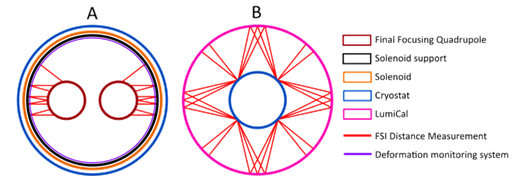 A
B
Final Focusing Quadrupole
Solenoid support
Solenoid
Cryostat
LumiCal
FSI Distance Measurement
Deformation monitoring system